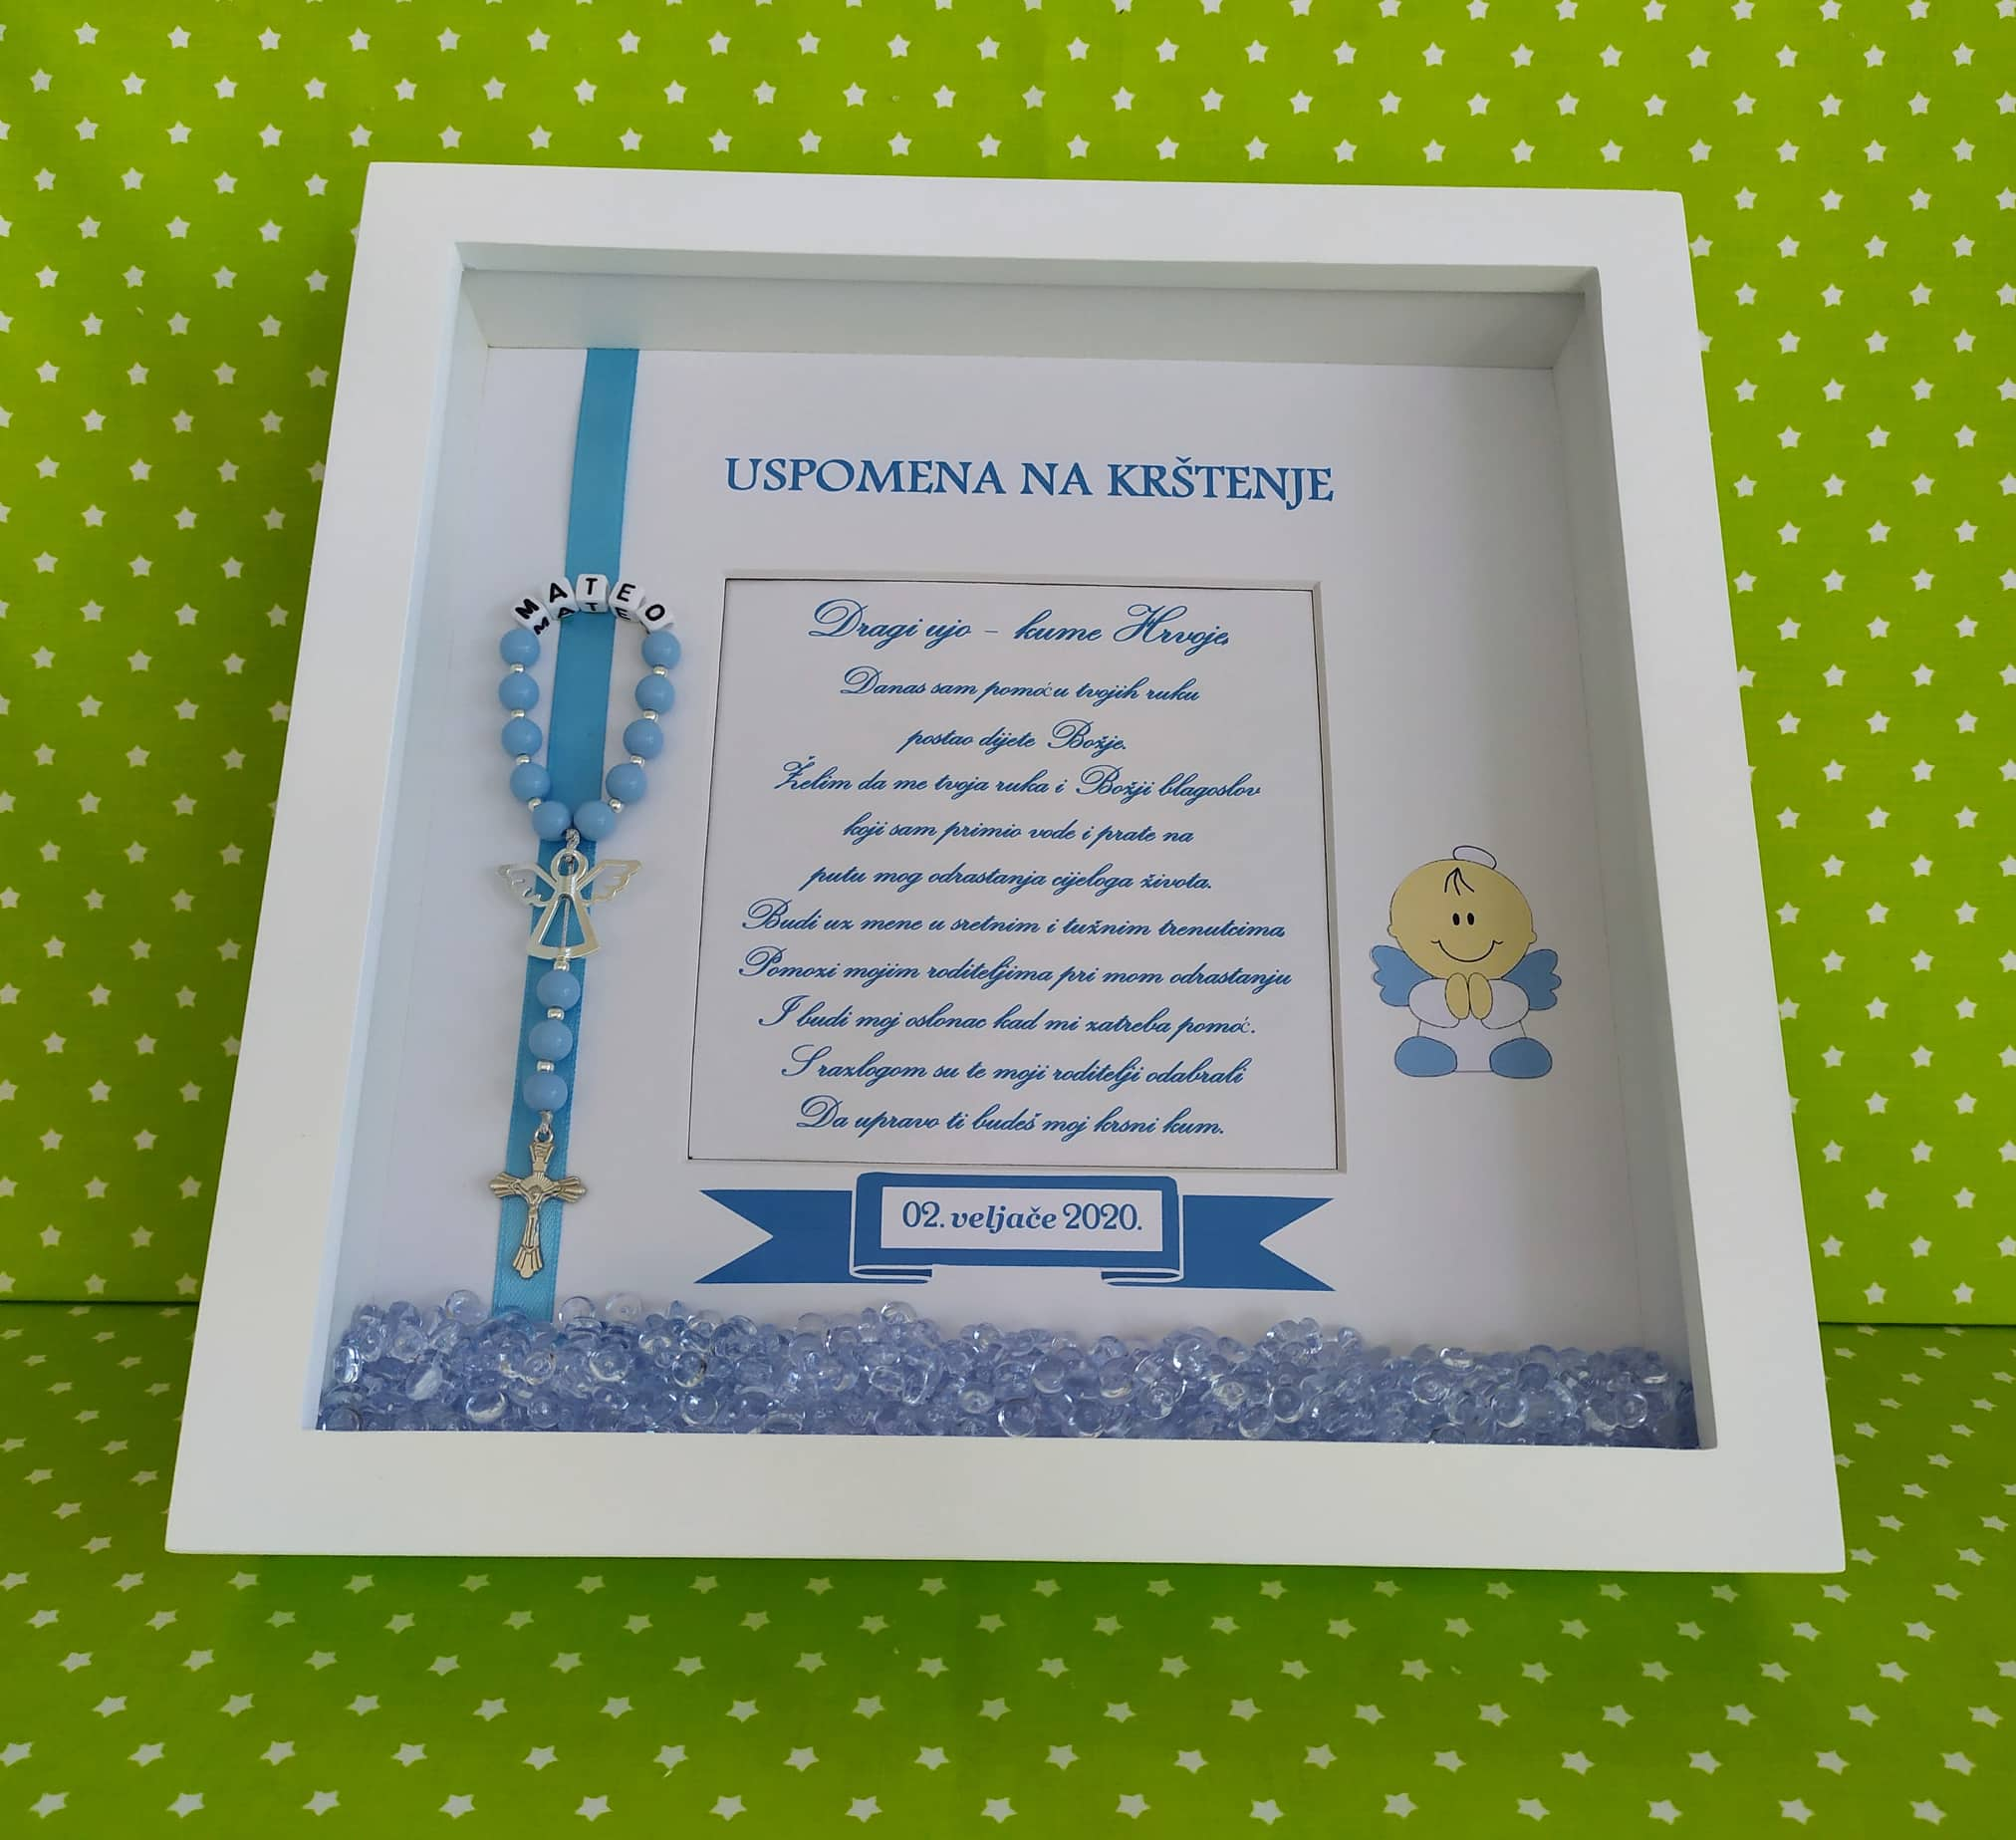 USPOMENA NA KRŠTENJE
MATEO
Dragi ujo - kume Hrvoje,
Danas sam pomoću tvojih ruku
postao dijete Božje.
Želim da me tvoja ruka i Božji blagoslov
koji sam primio vode i prate na
putu mog odrastanja cijeloga života.
Budi uz mene u sretnim i tužnim trenutcima,
Pomozi mojim roditeljima pri mom odrastanju
I budi moj oslonac kad mi zatreba pomoć.
S razlogom su te moji roditelji odabrali
Da upravo ti budeš moj krsni kum.
02. veljače 2020.